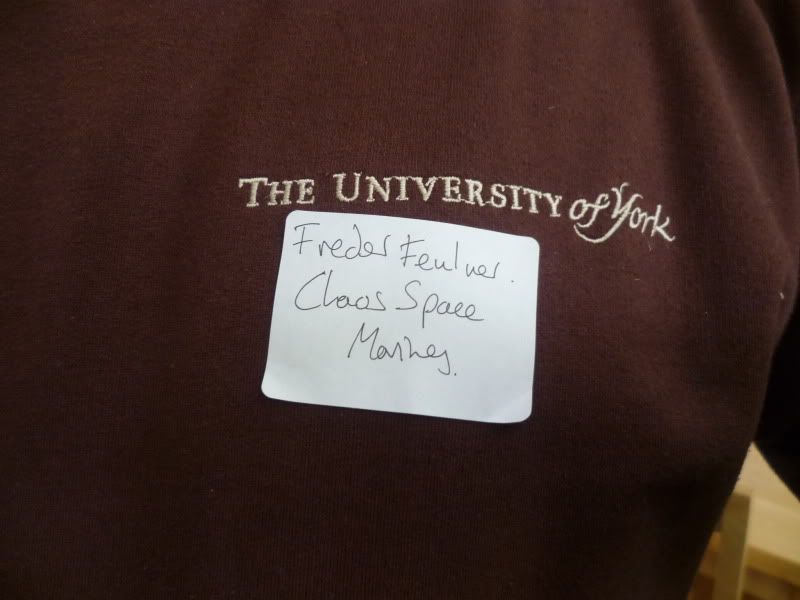 THE UNIVERSITY of York
Freder Feulner.
Chaos Space
Marines.